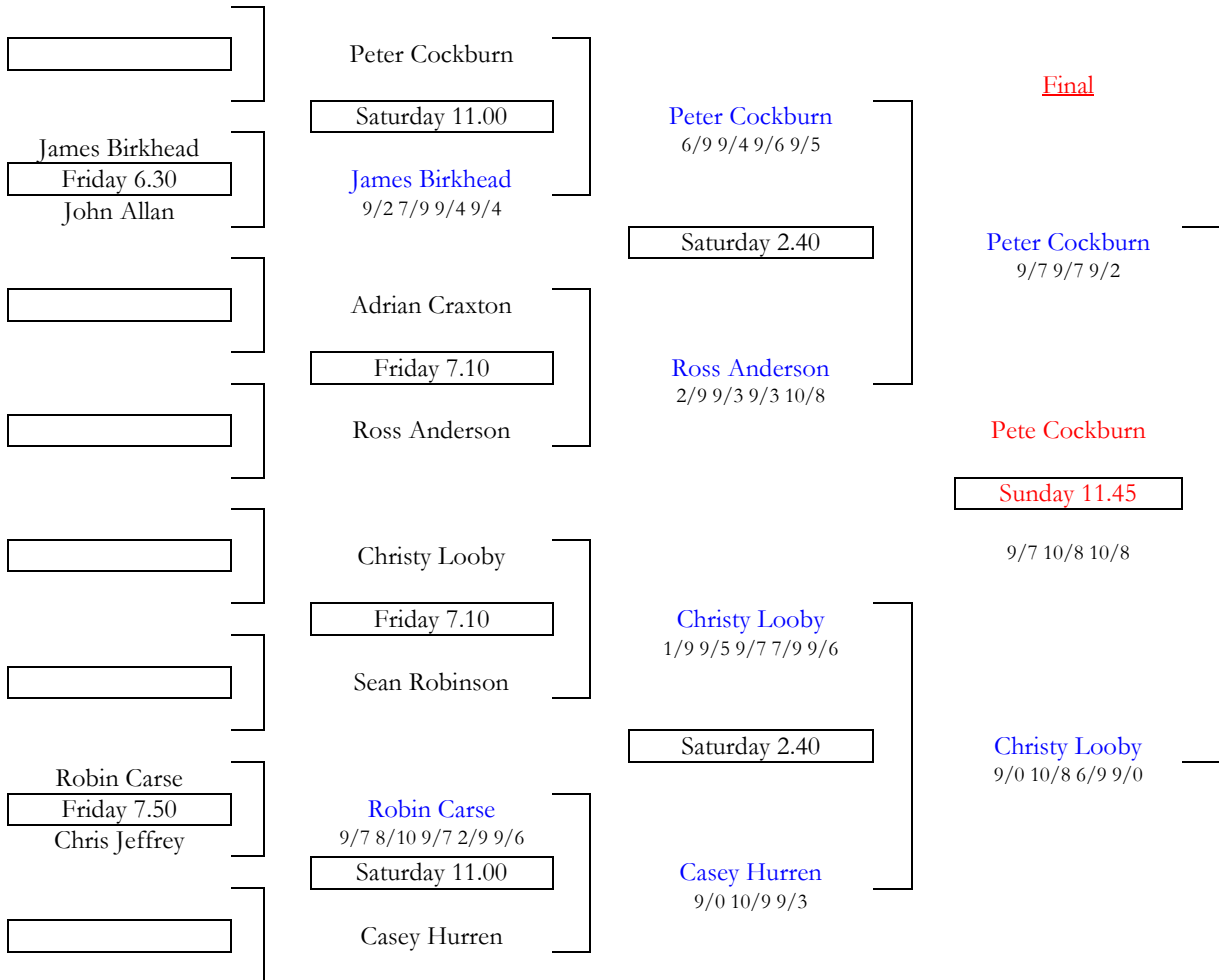 James Birkhead
Friday 6.30
John Allan
Robin Carse
Friday 7.50
Chris Jeffrey
Peter Cockburn
Saturday 11.00
James Birkhead
9/2 7/9 9/4 9/4
Adrian Craxton
Friday 7.10
Ross Anderson
Christy Looby
Friday 7.10
Sean Robinson
Robin Carse
9/7 8/10 9/7 2/9 9/6
Saturday 11.00
Casey Hurren
Peter Cockburn
6/9 9/4 9/6 9/5
Saturday 2.40
Ross Anderson
2/9 9/3 9/3 10/8
Christy Looby
1/9 9/5 9/7 7/9 9/6
Saturday 2.40
Casey Hurren
9/0 10/9 9/3
Final
Peter Cockburn
9/7 9/7 9/2
Pete Cockburn
Sunday 11.45
9/7 10/8 10/8
Christy Looby
9/0 10/8 6/9 9/0